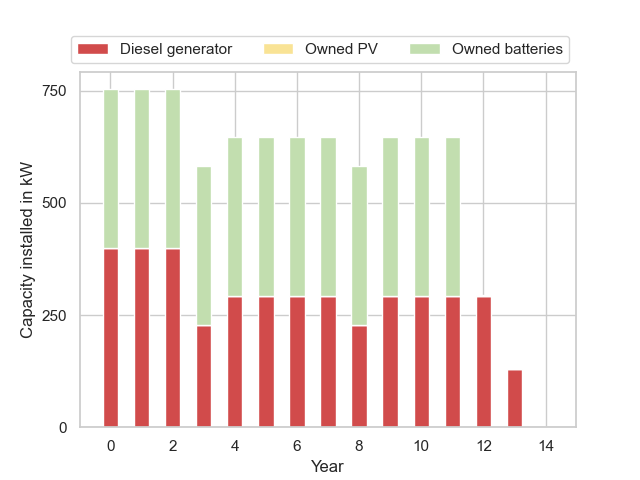 Diesel generator Owned PV Owned batteries
750
500
250
0
Capacity installed in kW
0 2 4 6 8 10 12 14
Year